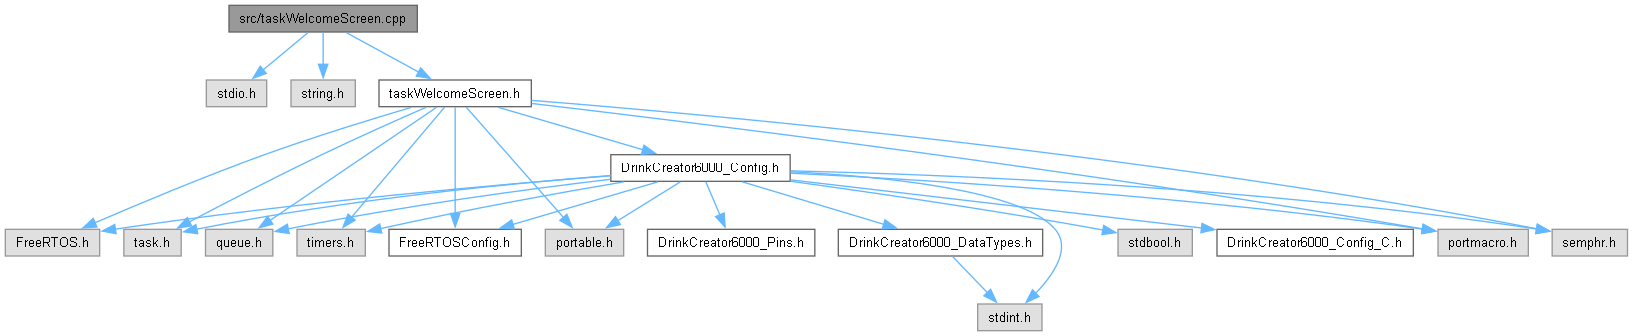 src/taskWelcomeScreen.cpp
stdio.h
string.h
taskWelcomeScreen.h
DrinkCreator6000_Config.h
FreeRTOS.h
task.h
queue.h
timers.h
FreeRTOSConfig.h
portable.h
DrinkCreator6000_Pins.h
DrinkCreator6000_DataTypes.h
stdbool.h
DrinkCreator6000_Config_C.h
portmacro.h
semphr.h
stdint.h